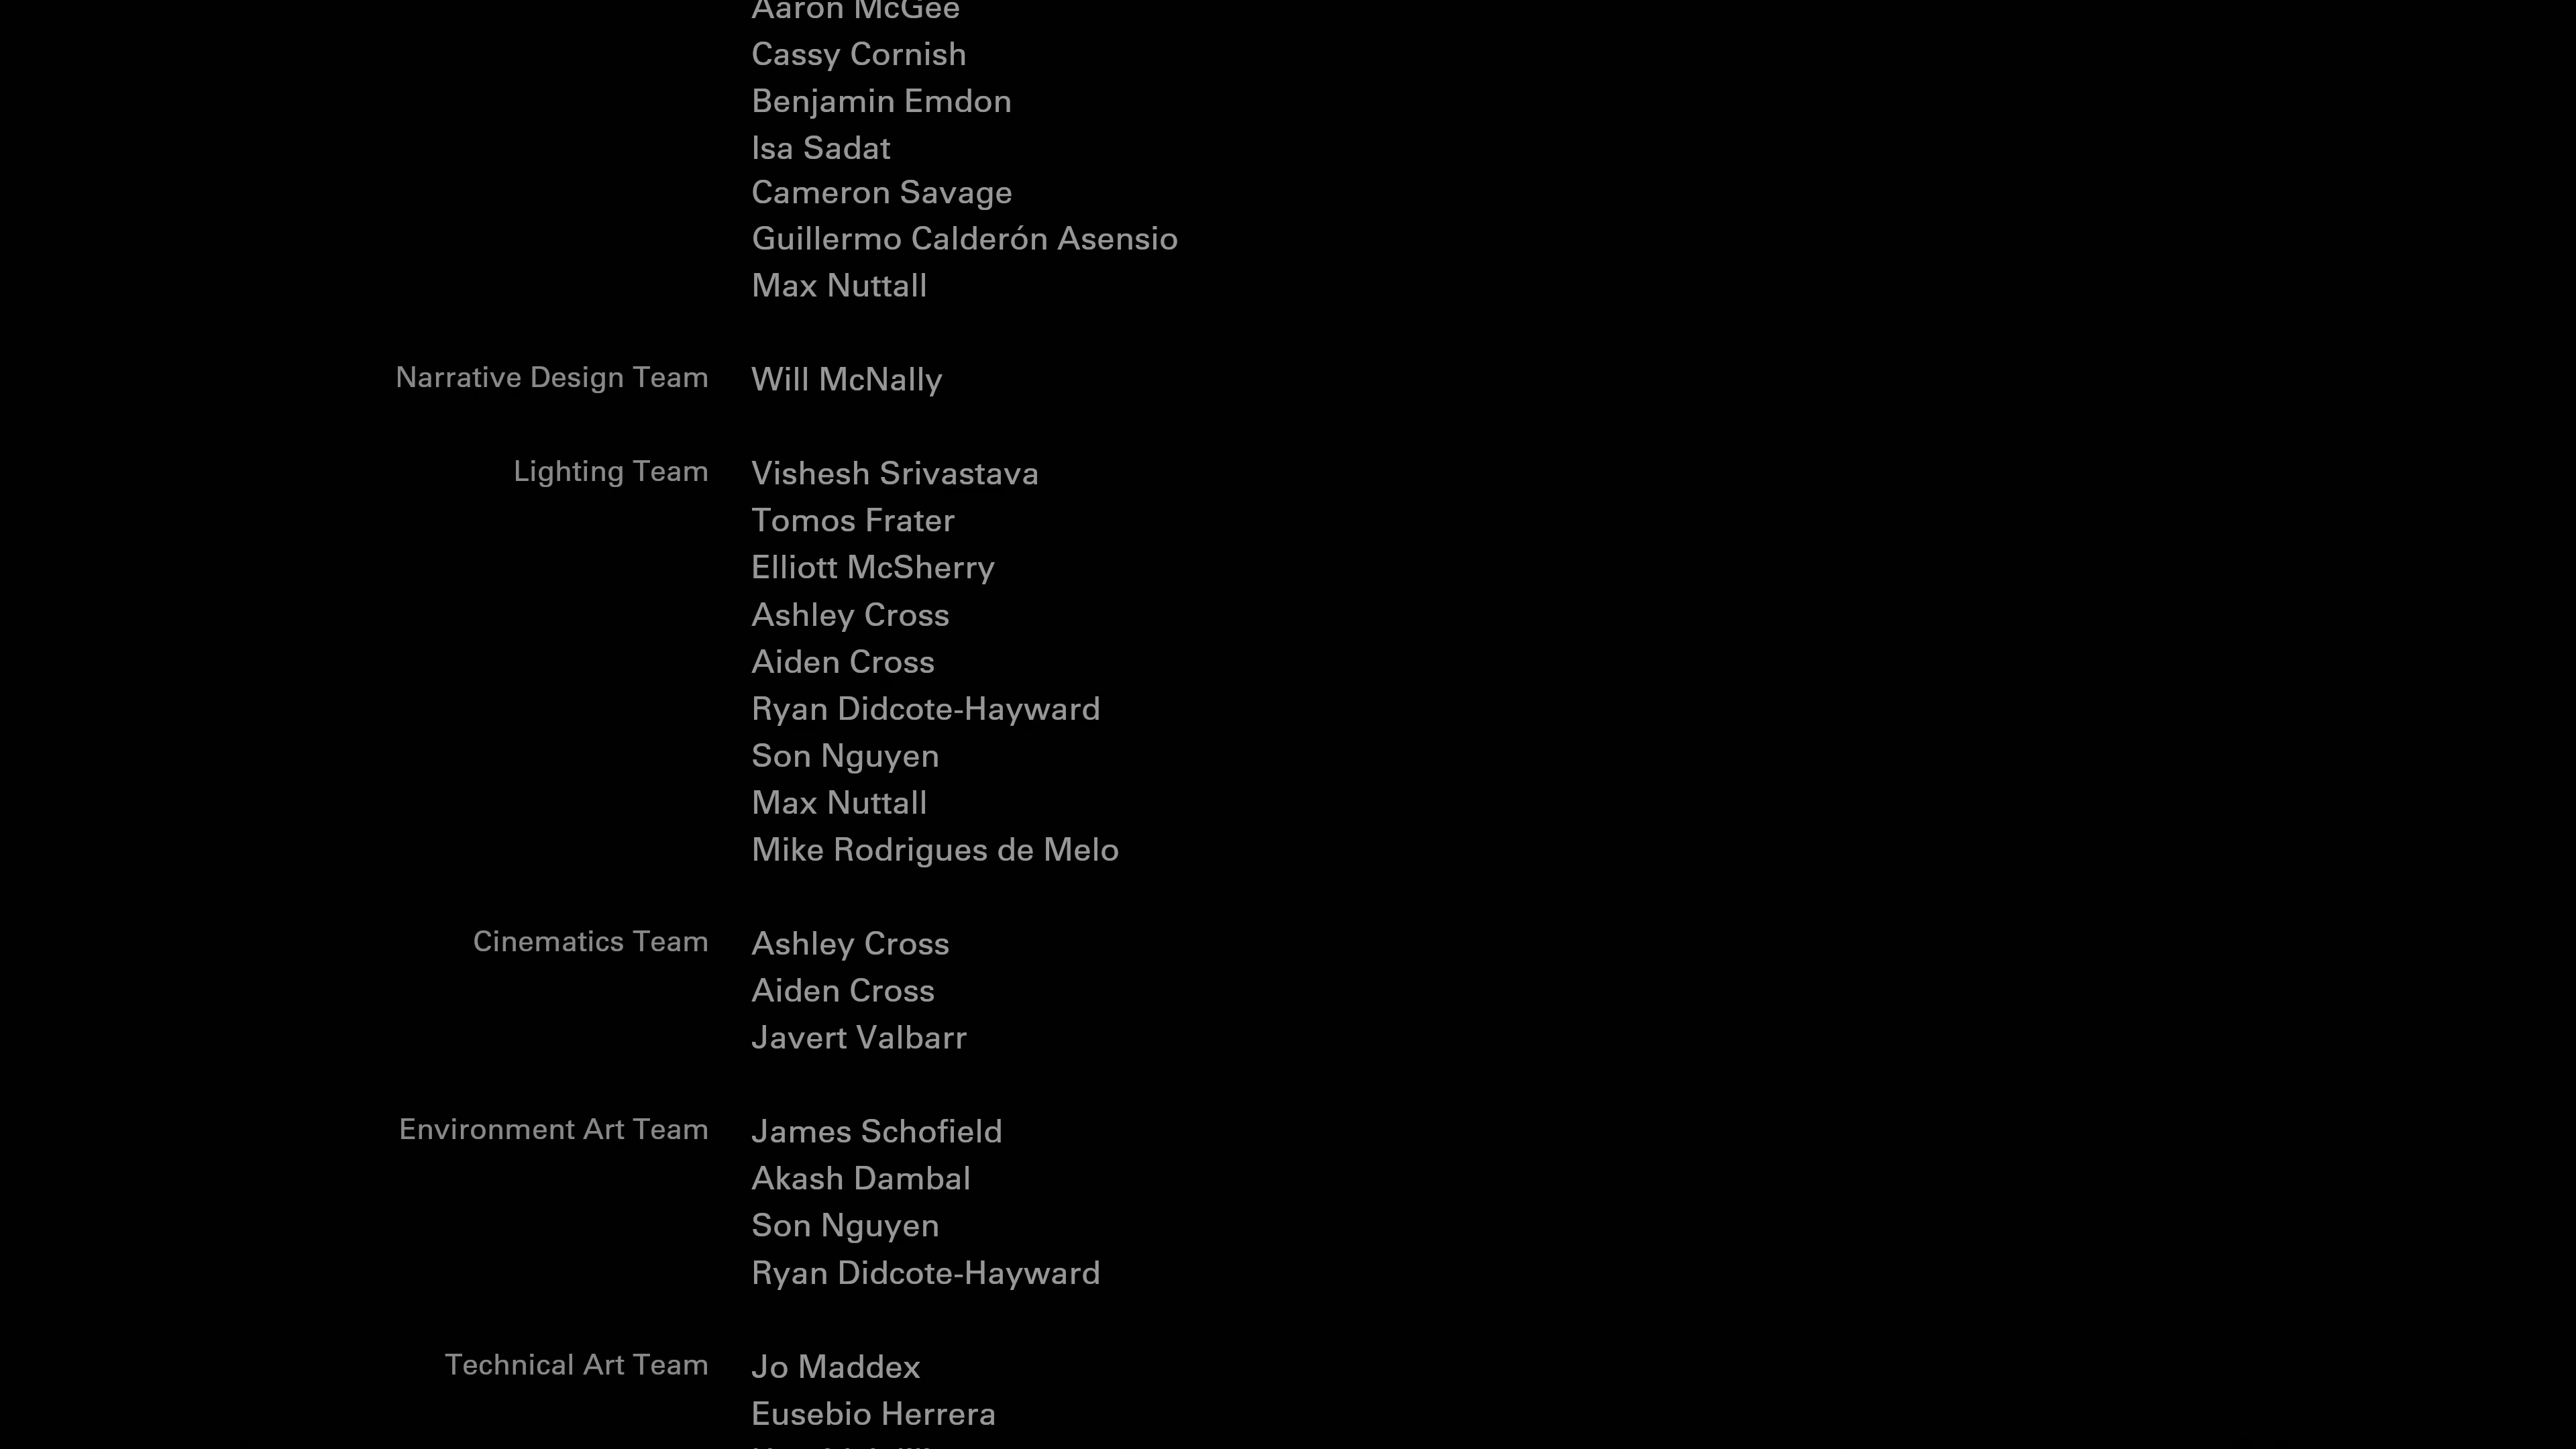 Aaron McGee
Cassy Cornish
Benjamin Emdon
Isa Sadat
Cameron Savage
Guillermo Calderón Asensio
Max Nuttall
Narrative Design Team Will McNally
Lighting Team Vishesh Srivastava
Tomos Frater
Elliott McSherry
Ashley Cross
Aiden Cross
Ryan Didcote-Hayward
Son Nguyen
Max Nuttall
Mike Rodrigues de Melo
Cinematics Team Ashley Cross
Aiden Cross
Javert Valbarr
Environment Art Team James Schofield
Akash Dambal
Son Nguyen
Ryan Didcote-Hayward
Technical Art Team Jo Maddex
Eusebio Herrera